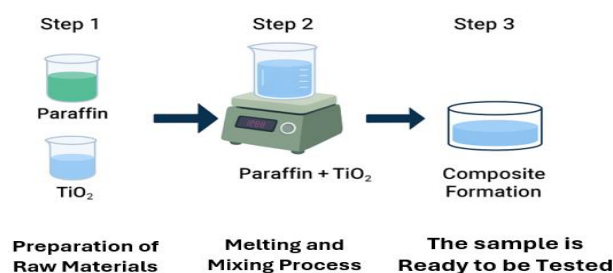 Step 1
Step 2
Step 3
Paraffin
TiO₂
Paraffin + TiO₂
Composite
Formation
Preparation of
Raw Materials
Melting and
Mixing Process
The sample is
Ready to be Tested